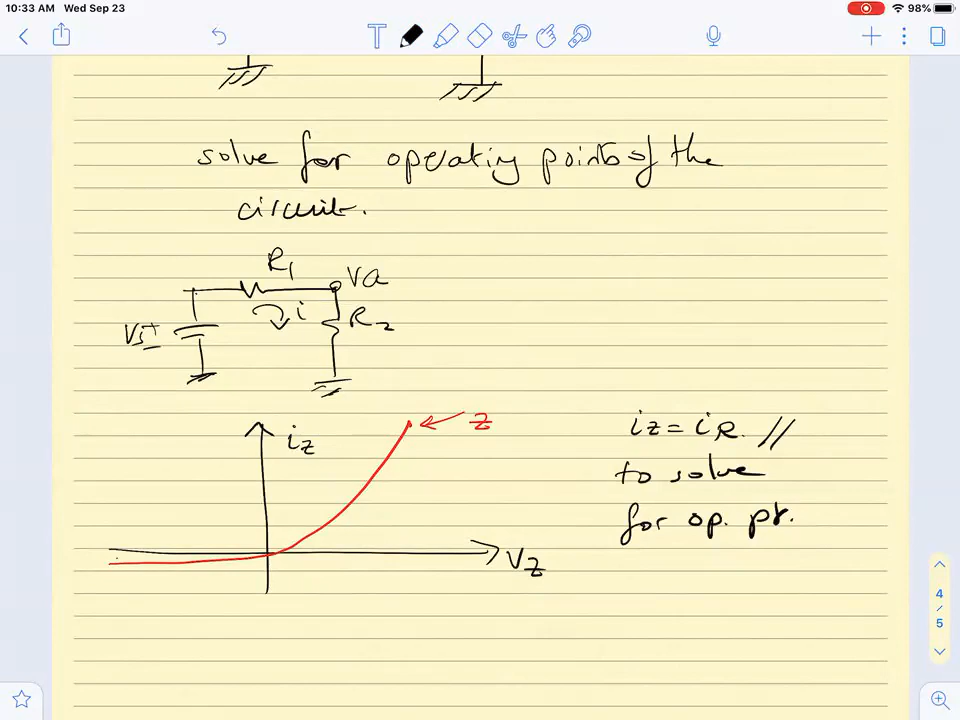 10:33 AM Wed Sep 23
98%
solve for operating points of the
circuit.
R1
Va
i
R2
Vs +
iz
z
Vz
iz = iR. //
to solve
for op. pt.
4
/
5